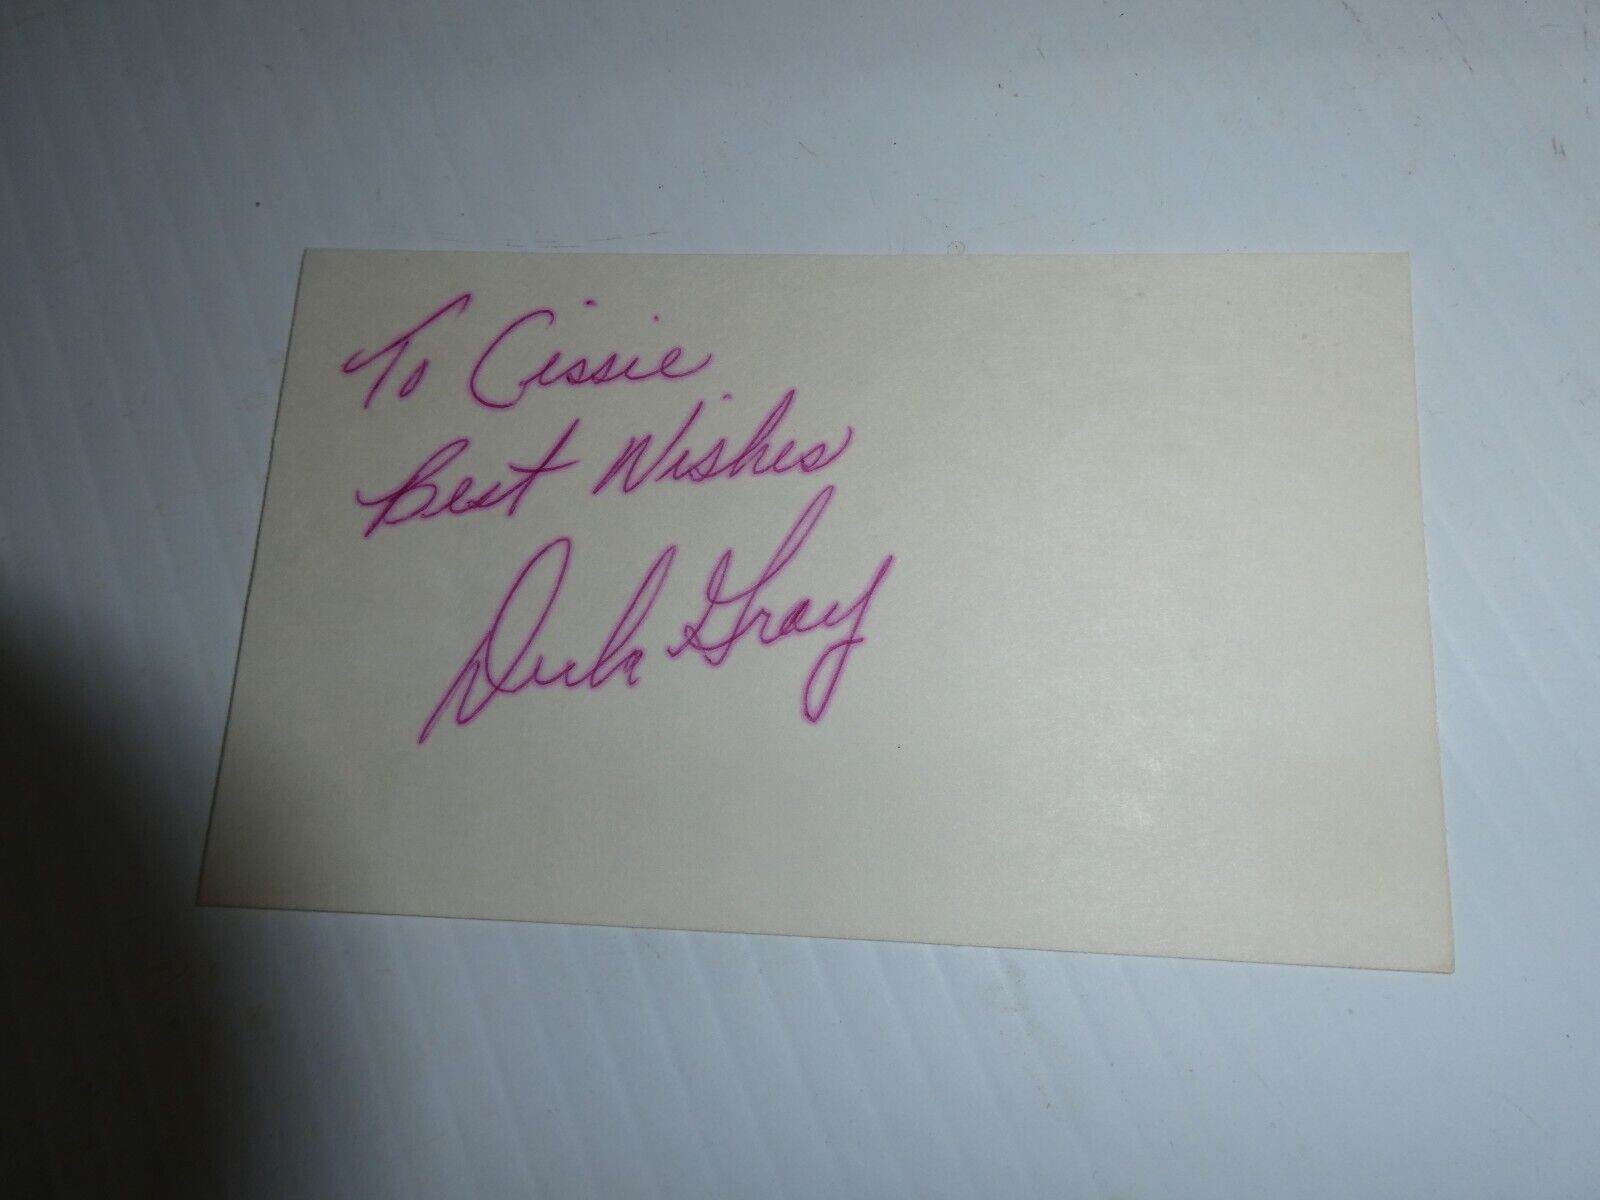 To Cissie
Best Wishes
Dick Gray